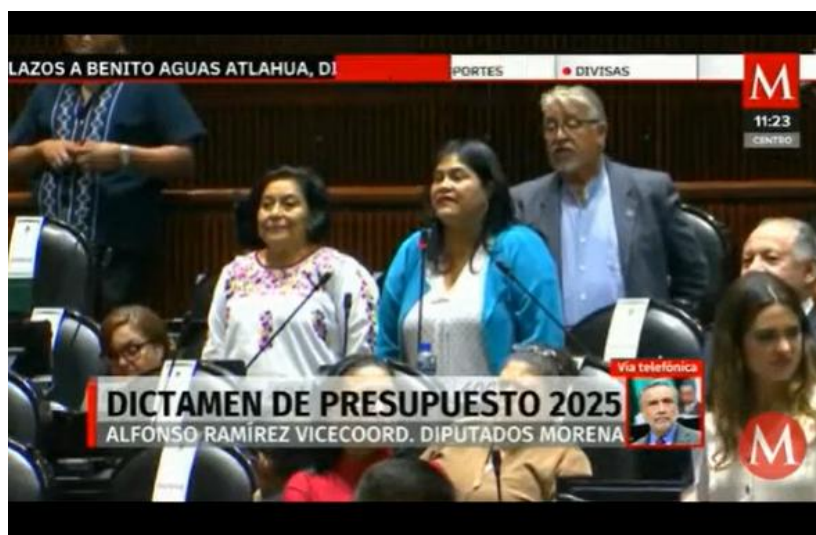 LAZOS A BENITO AGUAS ATLAHUA, DI
PORTES
DIVISAS
M
11:23
CENTRO
Vía telefónica
DICTAMEN DE PRESUPUESTO 2025
ALFONSO RAMÍREZ VICECOORD. DIPUTADOS MORENA
M